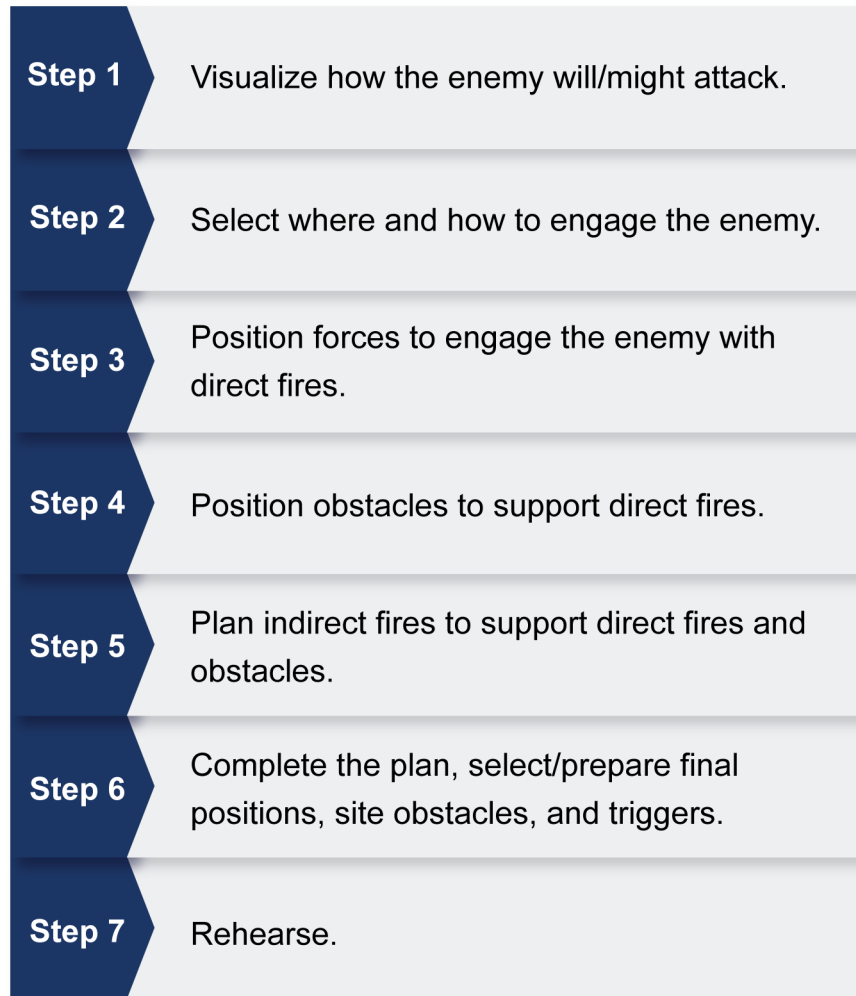 Step 1
Visualize how the enemy will/might attack.
Step 2
Select where and how to engage the enemy.
Step 3
Position forces to engage the enemy with
direct fires.
Step 4
Position obstacles to support direct fires.
Step 5
Plan indirect fires to support direct fires and
obstacles.
Step 6
Complete the plan, select/prepare final
positions, site obstacles, and triggers.
Step 7
Rehearse.